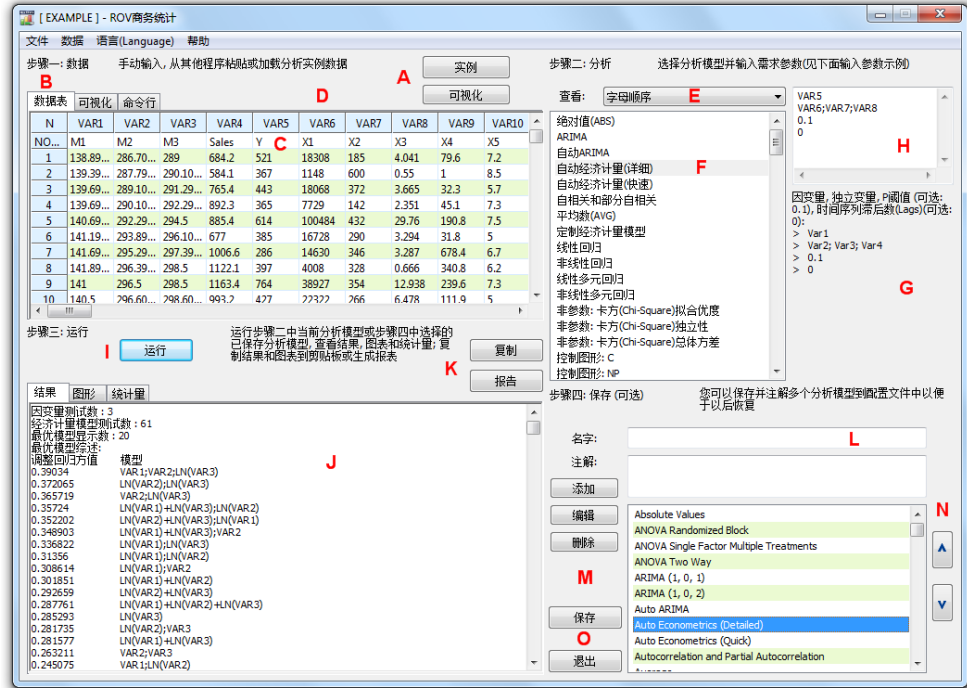 [ EXAMPLE ] - ROV商务统计
文件 数据 语言(Language) 帮助
步骤一: 数据 手动输入, 从其他程序粘贴或加载分析实例数据
A
实例
可视化
B
D
数据表 可视化 命令行
N VAR1 VAR2 VAR3 VAR4 VAR5 VAR6 VAR7 VAR8 VAR9 VAR10
NO... M1 M2 M3 Sales Y C X1 X2 X3 X4 X5
1 138.89... 286.70... 289 684.2 521 18308 185 4.041 79.6 7.2
2 139.39... 287.79... 290.10... 584.1 367 1148 600 0.55 1 8.5
3 139.69... 289.10... 291.29... 765.4 443 18068 372 3.665 32.3 5.7
4 139.69... 290.10... 292.29... 892.3 365 7729 142 2.351 45.1 7.3
5 140.69... 292.29... 294.5 885.4 614 100484 432 29.76 190.8 7.5
6 141.19... 293.89... 296.10... 677 385 16728 290 3.294 31.8 5
7 141.69... 295.29... 297.39... 1006.6 286 14630 346 3.287 678.4 6.7
8 141.89... 296.39... 298.5 1122.1 397 4008 328 0.666 340.8 6.2
9 141 296.5 298.5 1163.4 764 38927 354 12.938 239.6 7.3
10 140.5 296.60... 298.60... 993.2 427 22322 266 6.478 111.9 5
步骤二: 分析 选择分析模型并输入需求参数(见下面输入参数示例)
查看: 字母顺序 E
绝对值(ABS)
ARIMA
自动ARIMA
自动经济计量(详细)
自动经济计量(快速)
自相关和部分自相关
平均数(AVG)
定制经济计量模型
线性回归
非线性回归
线性多元回归
非线性多元回归
非参数: 卡方(Chi-Square)拟合优度
非参数: 卡方(Chi-Square)独立性
非参数: 卡方(Chi-Square)总体方差
控制图形: C
控制图形: NP
F
VAR5
VAR6;VAR7;VAR8
0.1
0
H
因变量, 独立变量, P阈值 (可选:
0.1), 时间序列滞后数(Lags)(可选:
0):
> Var1
> Var2; Var3; Var4
> 0.1
> 0
G
步骤三: 运行
I
运行
运行步骤二中当前分析模型或步骤四中选择的
已保存分析模型, 查看结果, 图表和统计量; 复
制结果和图表到剪贴板或生成报表
K
复制
报告
结果 图形 统计量
因变量测试数 : 3
经济计量模型测试数 : 61
最优模型显示数 : 20
最优模型综述:
调整回归方值 模型
0.39034 VAR1;VAR2;LN(VAR3)
0.372065 LN(VAR2);LN(VAR3)
0.365719 VAR2;LN(VAR3)
0.35724 LN(VAR1)+LN(VAR3);LN(VAR2)
0.352202 LN(VAR2)+LN(VAR3);LN(VAR1)
0.348903 LN(VAR1)+LN(VAR3);VAR2
0.336822 LN(VAR1);LN(VAR3)
0.31356 LN(VAR1);LN(VAR2)
0.308614 LN(VAR1);VAR2
0.301851 LN(VAR1)+LN(VAR2)
0.292659 LN(VAR2)+LN(VAR3)
0.287761 LN(VAR1)+LN(VAR2)+LN(VAR3)
0.285293 LN(VAR3)
0.281735 LN(VAR2);VAR3
0.281577 LN(VAR1)+LN(VAR3)
0.263211 VAR2;VAR3
0.245075 VAR1;LN(VAR2)
J
步骤四: 保存 (可选) 您可以保存并注解多个分析模型到配置文件中以便
于以后恢复
名字:
L
注解:
添加
编辑
删除
M
保存
O
退出
Absolute Values
ANOVA Randomized Block
ANOVA Single Factor Multiple Treatments
ANOVA Two Way
ARIMA (1, 0, 1)
ARIMA (1, 0, 2)
Auto ARIMA
Auto Econometrics (Detailed)
Auto Econometrics (Quick)
Autocorrelation and Partial Autocorrelation
N